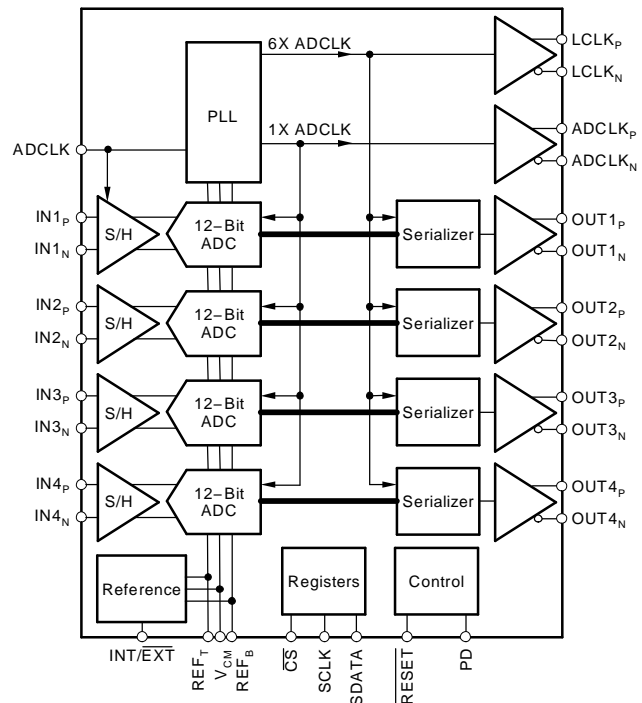 6X ADCLK
LCLKP
LCLKN
PLL
1X ADCLK
ADCLKP
ADCLKN
ADCLK
IN1P
IN1N
S/H
12–Bit
ADC
Serializer
OUT1P
OUT1N
IN2P
IN2N
S/H
12–Bit
ADC
Serializer
OUT2P
OUT2N
IN3P
IN3N
S/H
12–Bit
ADC
Serializer
OUT3P
OUT3N
IN4P
IN4N
S/H
12–Bit
ADC
Serializer
OUT4P
OUT4N
Reference
Registers
Control
INT/EXT
REFT
VCM
REFB
CS
SCLK
SDATA
RESET
PD